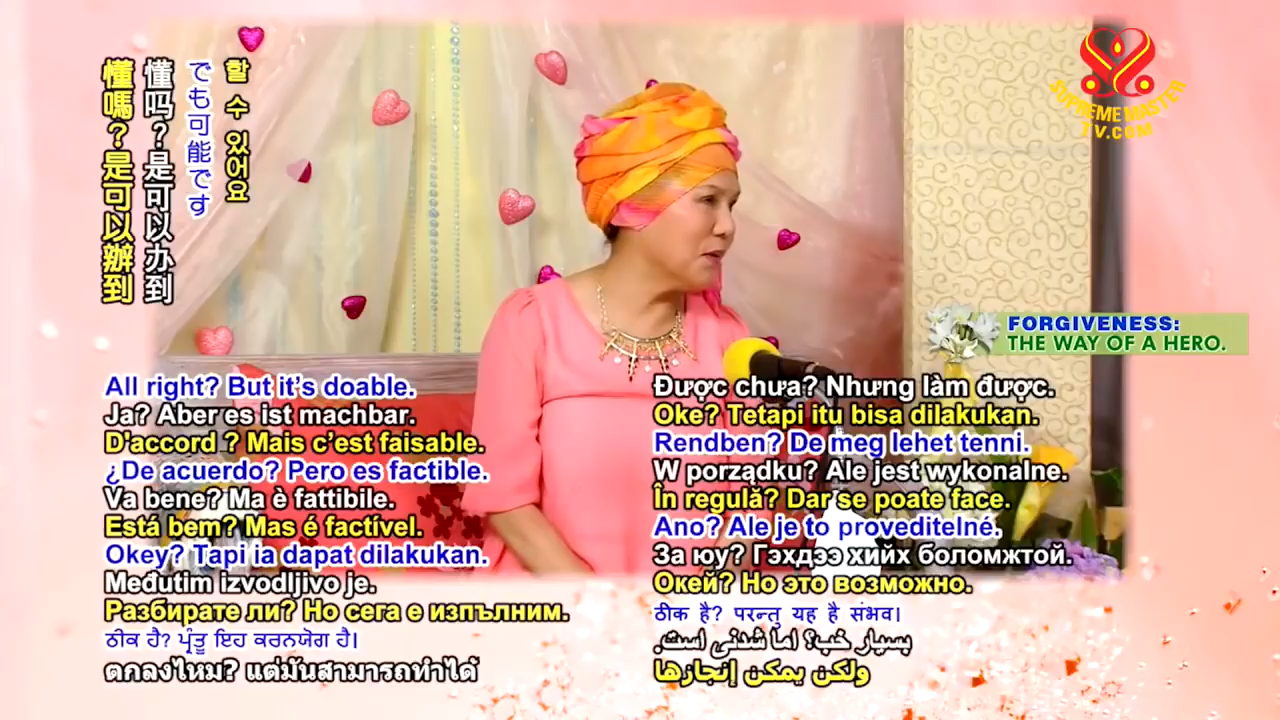 할 수 있어요
でも可能です
懂吗？是可以办到
懂嗎？是可以辦到
SUPREME MASTER
TV.COM
FORGIVENESS:
THE WAY OF A HERO.
All right? But it’s doable.
Ja? Aber es ist machbar.
D'accord ? Mais c’est faisable.
¿De acuerdo? Pero es factible.
Va bene? Ma è fattibile.
Está bem? Mas é factível.
Okey? Tapi ia dapat dilakukan.
Međutim izvodljivo je.
Разбирате ли? Но сега е изпълним.
ਠੀਕ ਹੈ? ਪ੍ਰੰਤੂ ਇਹ ਕਰਨਯੋਗ ਹੈ।
ตกลงไหม? แต่มันสามารถทำได้
Được chưa? Nhưng làm được.
Oke? Tetapi itu bisa dilakukan.
Rendben? De meg lehet tenni.
W porządku? Ale jest wykonalne.
În regulă? Dar se poate face.
Ano? Ale je to proveditelné.
За юу? Гэхдээ хийх боломжтой.
Окей? Но это возможно.
ठीक है? परन्तु यह है संभव।
بسیار خب؟ اما شدنی است.
ولكن يمكن إنجازها